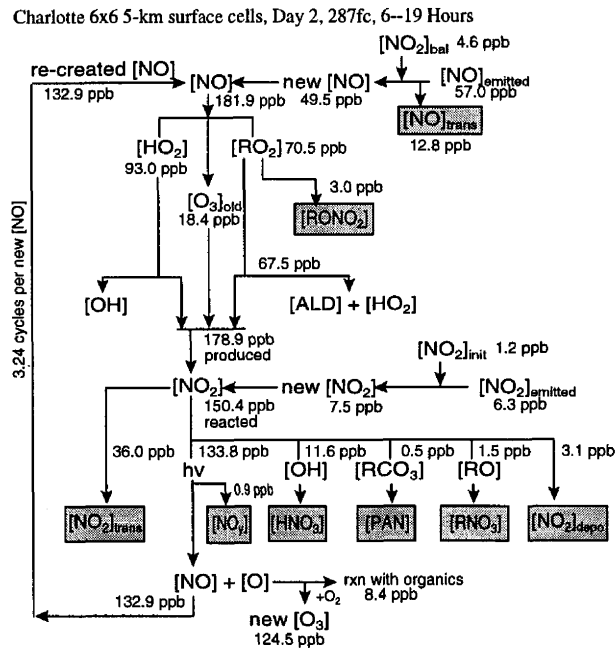 Charlotte 6x6 5-km surface cells, Day 2, 287fc, 6--19 Hours
[NO₂]bal 4.6 ppb
re-created [NO]
132.9 ppb
[NO]
181.9 ppb
new [NO]
49.5 ppb
[NO]emitted
57.0 ppb
[NO]trans
12.8 ppb
[HO₂]
93.0 ppb
[RO₂] 70.5 ppb
[O₃]old
18.4 ppb
3.0 ppb
[RONO₂]
67.5 ppb
[OH]
[ALD] + [HO₂]
3.24 cycles per new [NO]
178.9 ppb
produced
[NO₂]init 1.2 ppb
[NO₂]
150.4 ppb
reacted
new [NO₂]
7.5 ppb
[NO₂]emitted
6.3 ppb
36.0 ppb
hν
133.8 ppb
11.6 ppb
[OH]
0.5 ppb
[RCO₃]
1.5 ppb
[RO]
3.1 ppb
0.9 ppb
[NO₂]trans
[NOy]
[HNO₃]
[PAN]
[RNO₃]
[NO₂]depo
[NO] + [O]
132.9 ppb
+O₂
rxn with organics
8.4 ppb
new [O₃]
124.5 ppb